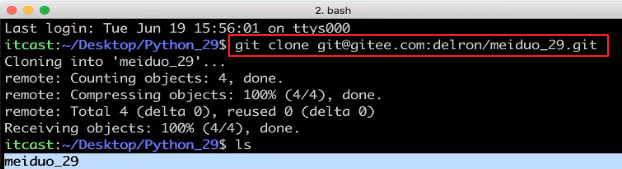 2. bash
Last login: Tue Jun 19 15:56:01 on ttys000
itcast:~/Desktop/Python_29$ git clone git@gitee.com:delron/meiduo_29.git
Cloning into 'meiduo_29'...
remote: Counting objects: 4, done.
remote: Compressing objects: 100% (4/4), done.
remote: Total 4 (delta 0), reused 0 (delta 0)
Receiving objects: 100% (4/4), done.
itcast:~/Desktop/Python_29$ ls
meiduo_29